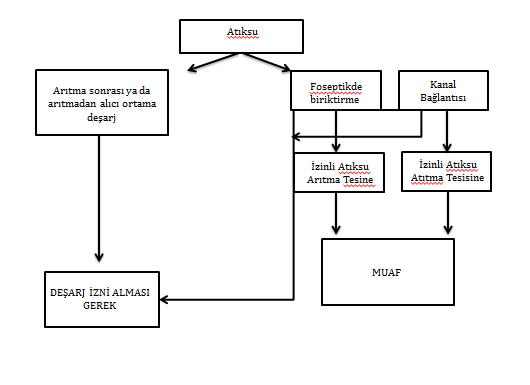 Atıksu
Arıtma sonrası ya da
arıtmadan alıcı ortama
deşarj
Foseptikde
biriktirme
Kanal
Bağlantısı
İzinli Atıksu
Arıtma Tesine
İzinli Atıksu
Atıtma Tesisine
DEŞARJ İZNİ ALMASI
GEREK
MUAF